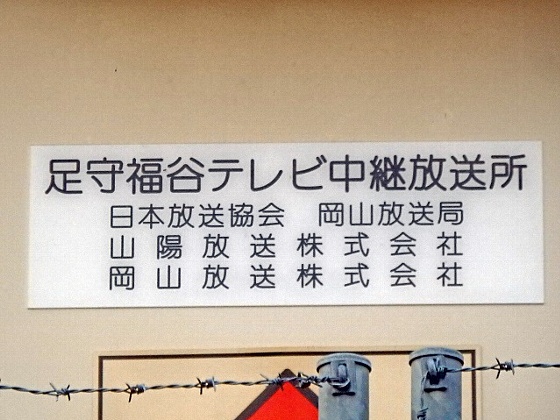 足守福谷テレビ中継放送所
日本放送協会　岡山放送局
山陽放送株式会社
岡山放送株式会社